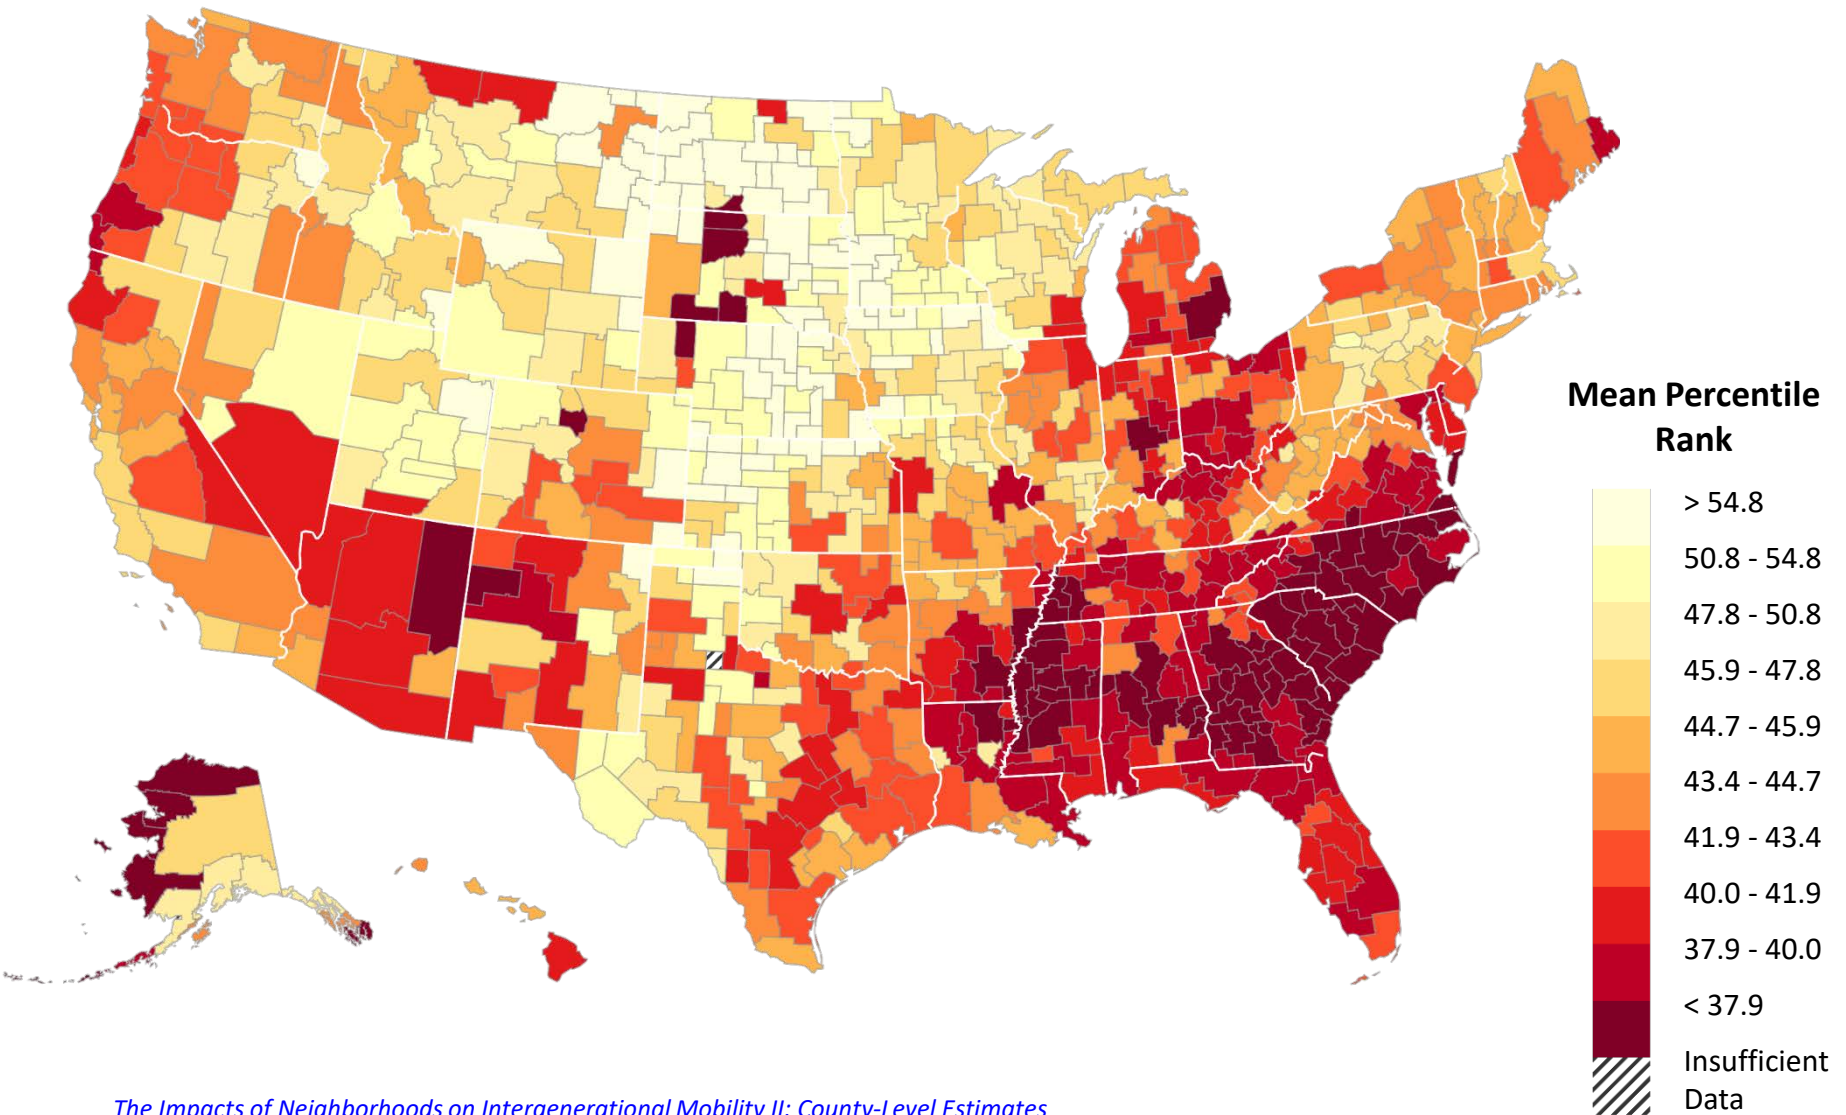 Mean Percentile
Rank
> 54.8
50.8 - 54.8
47.8 - 50.8
45.9 - 47.8
44.7 - 45.9
43.4 - 44.7
41.9 - 43.4
40.0 - 41.9
37.9 - 40.0
< 37.9
Insufficient
Data
The Impacts of Neighborhoods on Intergenerational Mobility II: County-Level Estimates